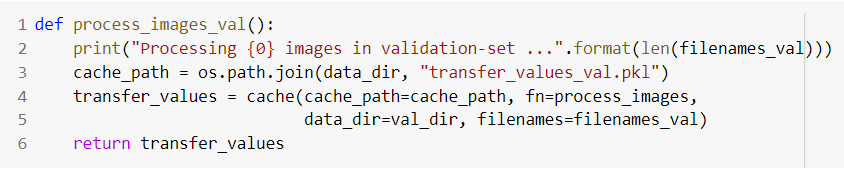 1 def process_images_val():
2     print("Processing {0} images in validation-set ...".format(len(filenames_val)))
3     cache_path = os.path.join(data_dir, "transfer_values_val.pkl")
4     transfer_values = cache(cache_path=cache_path, fn=process_images,
5                             data_dir=val_dir, filenames=filenames_val)
6     return transfer_values